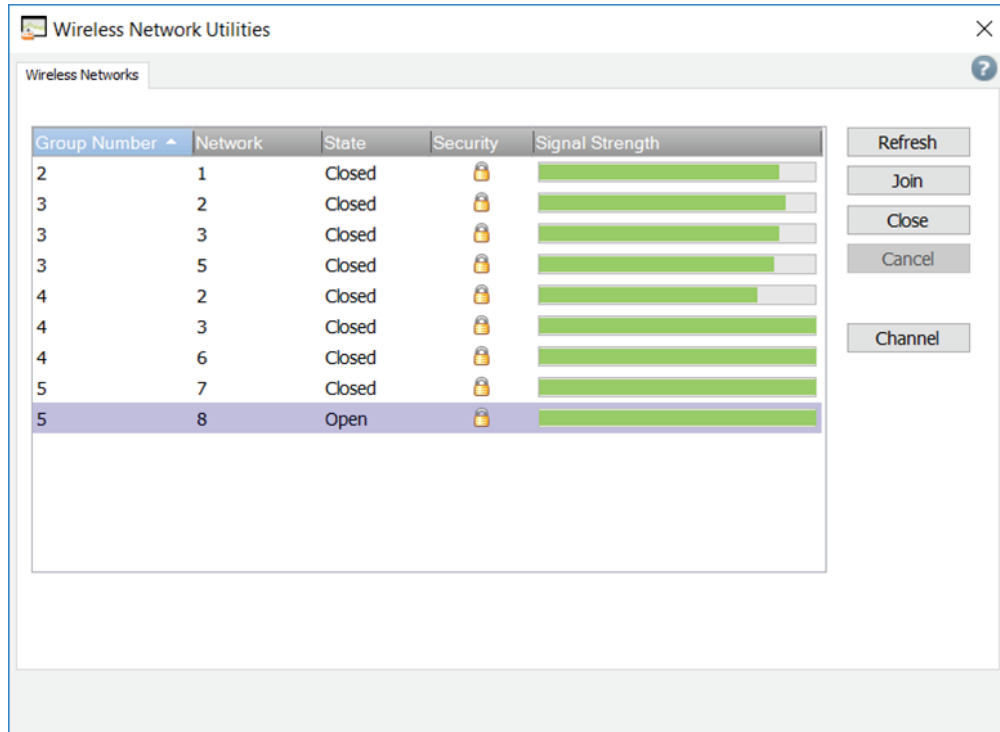 Wireless Network Utilities
Wireless Networks
?
Group Number Network State Security Signal Strength
2 1 Closed
3 2 Closed
3 3 Closed
3 5 Closed
4 2 Closed
4 3 Closed
4 6 Closed
5 7 Closed
5 8 Open
Refresh
Join
Close
Cancel
Channel